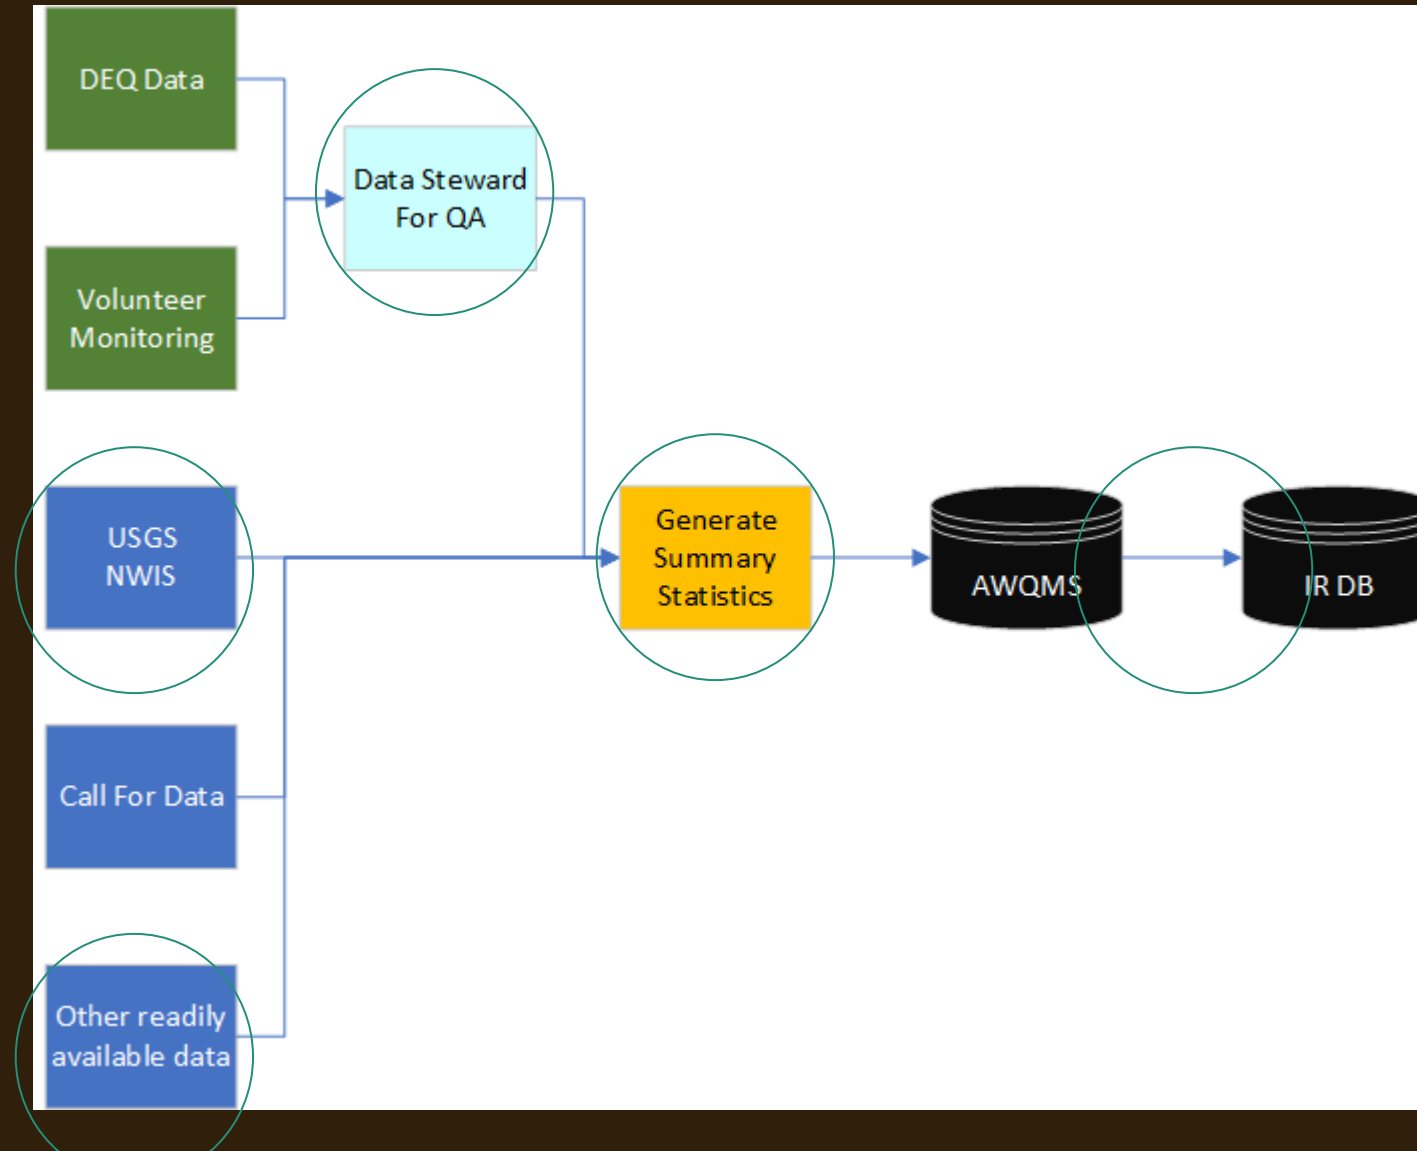 DEQ Data
Data Steward
For QA
Volunteer
Monitoring
USGS
NWIS
Generate
Summary
Statistics
AWQMS
IR DB
Call For Data
Other readily
available data